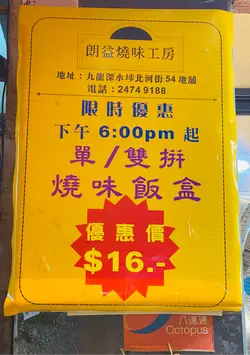 朗益燒味工房
地址：九龍深水埗北河街54地舖
電話：2474 9188
限時優惠
下午 6:00pm 起
單/雙拚
燒味飯盒
優惠價
$16.-
八達通
Octopus